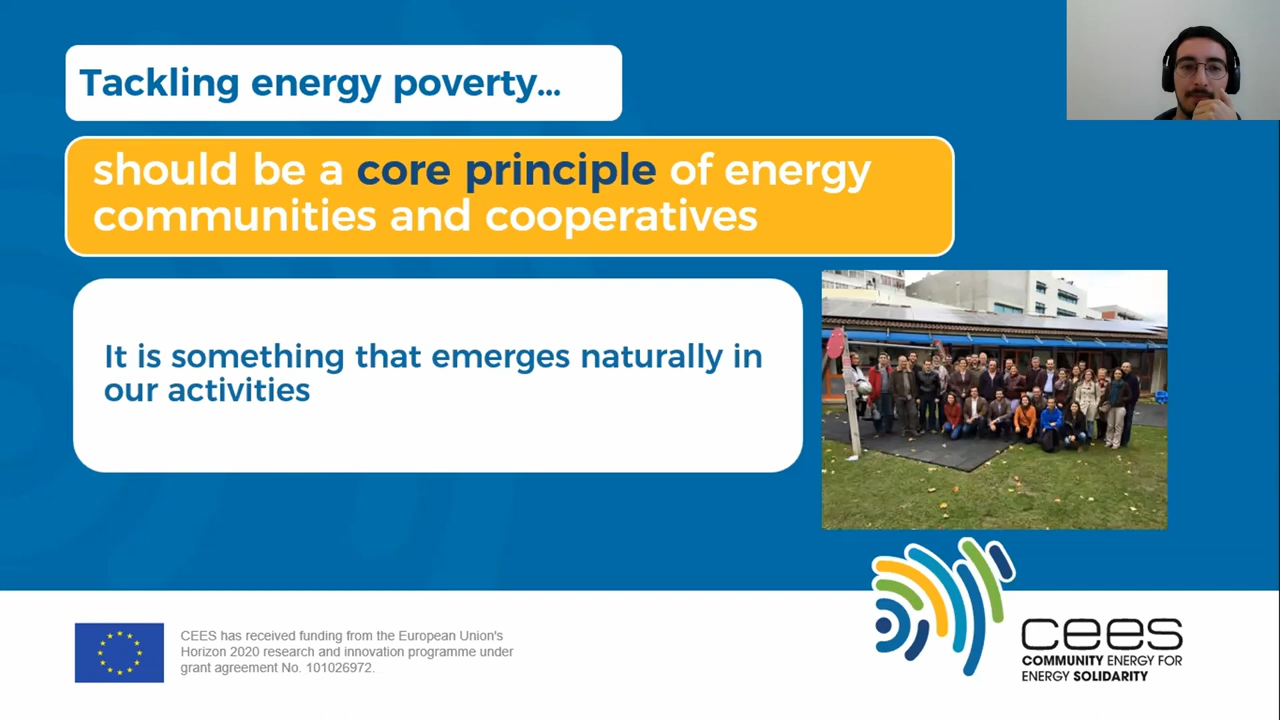 Tackling energy poverty...
should be a core principle of energy
communities and cooperatives
It is something that emerges naturally in
our activities
CEES has received funding from the European Union's
Horizon 2020 research and innovation programme under
grant agreement No. 101026972.
cees
COMMUNITY ENERGY FOR
ENERGY SOLIDARITY